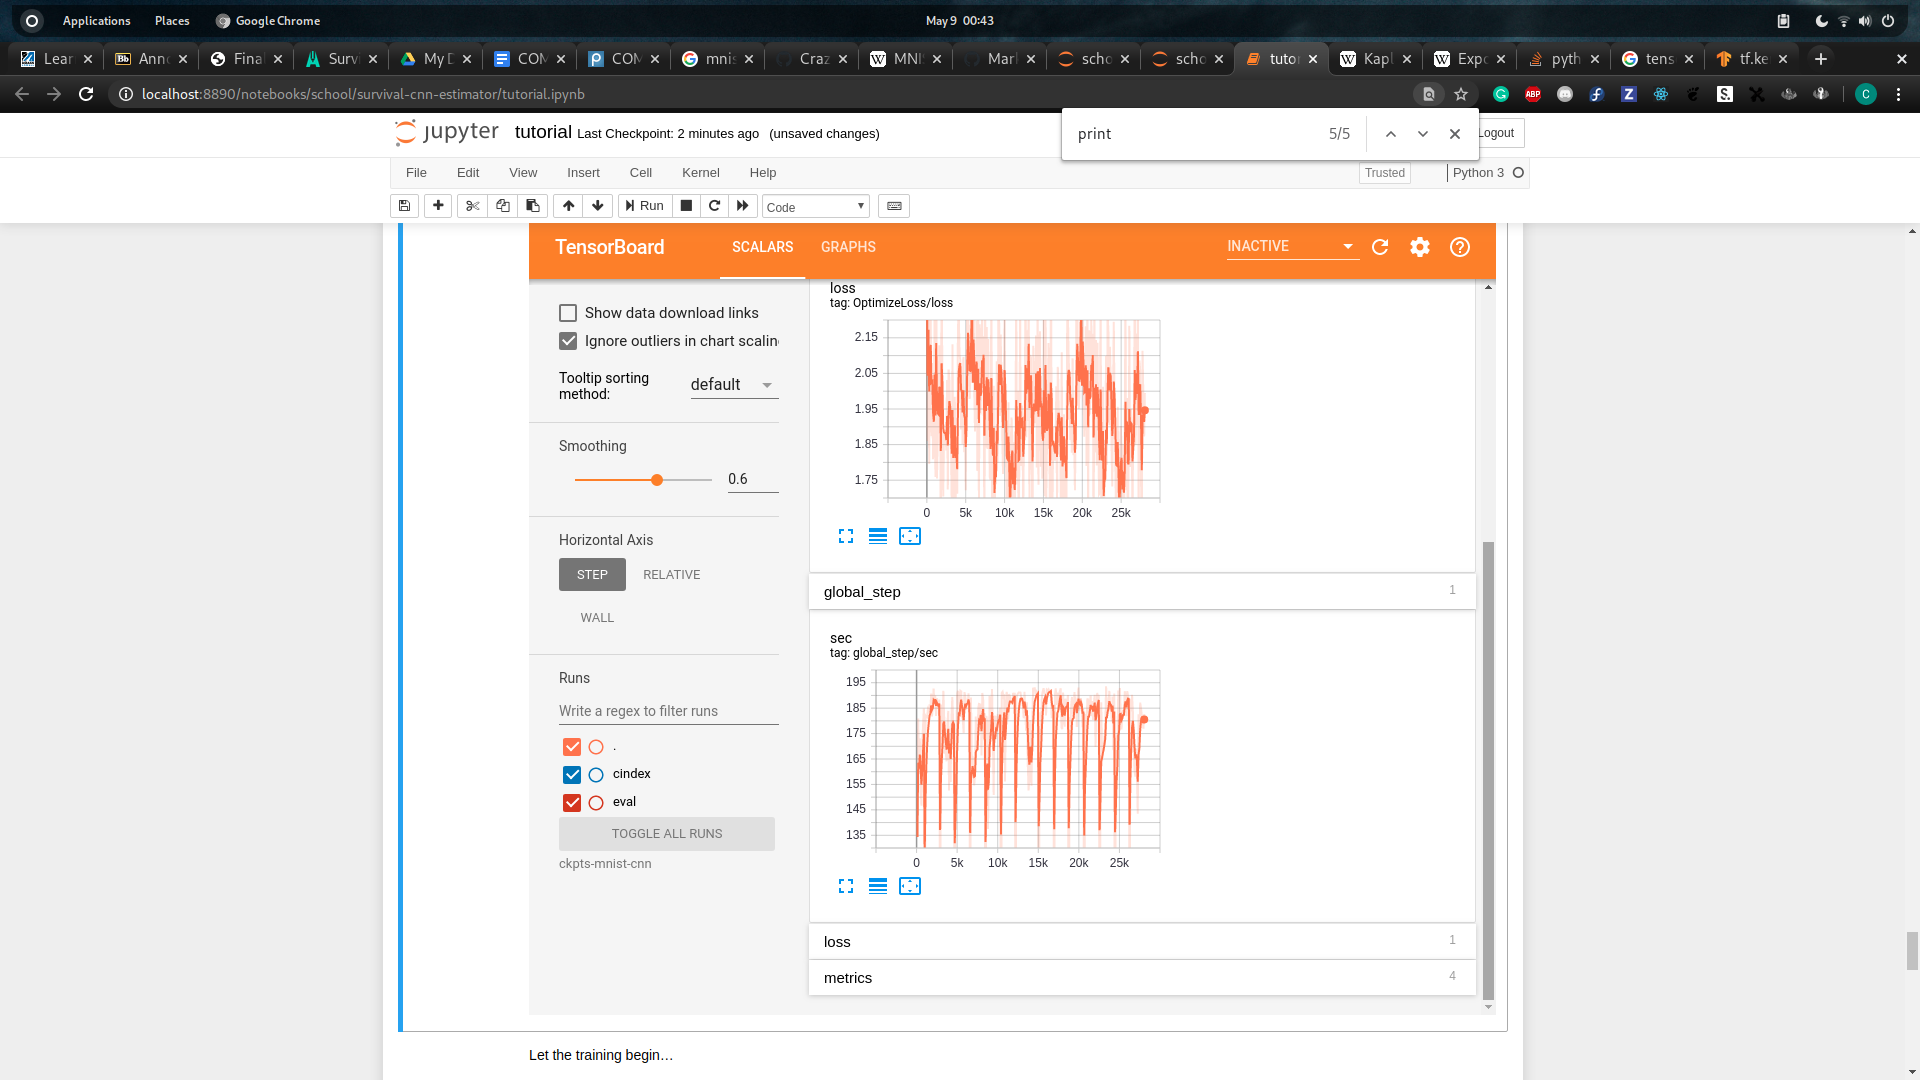 Applications Places Google Chrome May 9 00:43
Lear Bb Anno Final Survi My D COM COM mnis Craz MNI Mark scho scho tutor Kapl Expo pyth tens tf.ke
localhost:8890/notebooks/school/survival-cnn-estimator/tutorial.ipynb
ABP
C
print 5/5
jupyter tutorial Last Checkpoint: 2 minutes ago (unsaved changes) Logout
File Edit View Insert Cell Kernel Help Trusted Python 3
Run Code
TensorBoard SCALARS GRAPHS INACTIVE
Show data download links
Ignore outliers in chart scalin
Tooltip sorting method: default
Smoothing
0.6
Horizontal Axis
STEP RELATIVE
WALL
Runs
Write a regex to filter runs
.
cindex
eval
TOGGLE ALL RUNS
ckpts-mnist-cnn
loss
tag: OptimizeLoss/loss
2.15
2.05
1.95
1.85
1.75
0 5k 10k 15k 20k 25k
global_step 1
sec
tag: global_step/sec
195
185
175
165
155
145
135
0 5k 10k 15k 20k 25k
loss 1
metrics 4
Let the training begin…